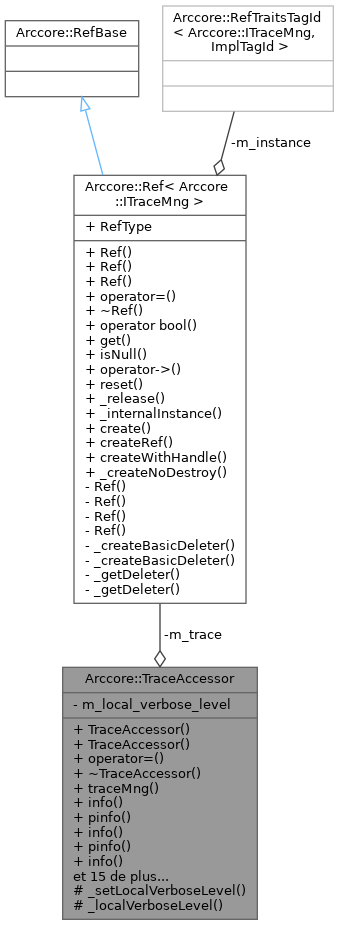 Arccore::RefBase
Arccore::RefTraitsTagId
< Arccore::ITraceMng,
ImplTagId >
-m_instance
Arccore::Ref< Arccore
::ITraceMng >
+ RefType
+ Ref()
+ Ref()
+ Ref()
+ operator=()
+ ~Ref()
+ operator bool()
+ get()
+ isNull()
+ operator->()
+ reset()
+ _release()
+ _internalInstance()
+ create()
+ createRef()
+ createWithHandle()
+ _createNoDestroy()
- Ref()
- Ref()
- Ref()
- Ref()
- _createBasicDeleter()
- _createBasicDeleter()
- _getDeleter()
- _getDeleter()
-m_trace
Arccore::TraceAccessor
- m_local_verbose_level
+ TraceAccessor()
+ TraceAccessor()
+ operator=()
+ ~TraceAccessor()
+ traceMng()
+ info()
+ pinfo()
+ info()
+ pinfo()
+ info()
et 15 de plus...
# _setLocalVerboseLevel()
# _localVerboseLevel()